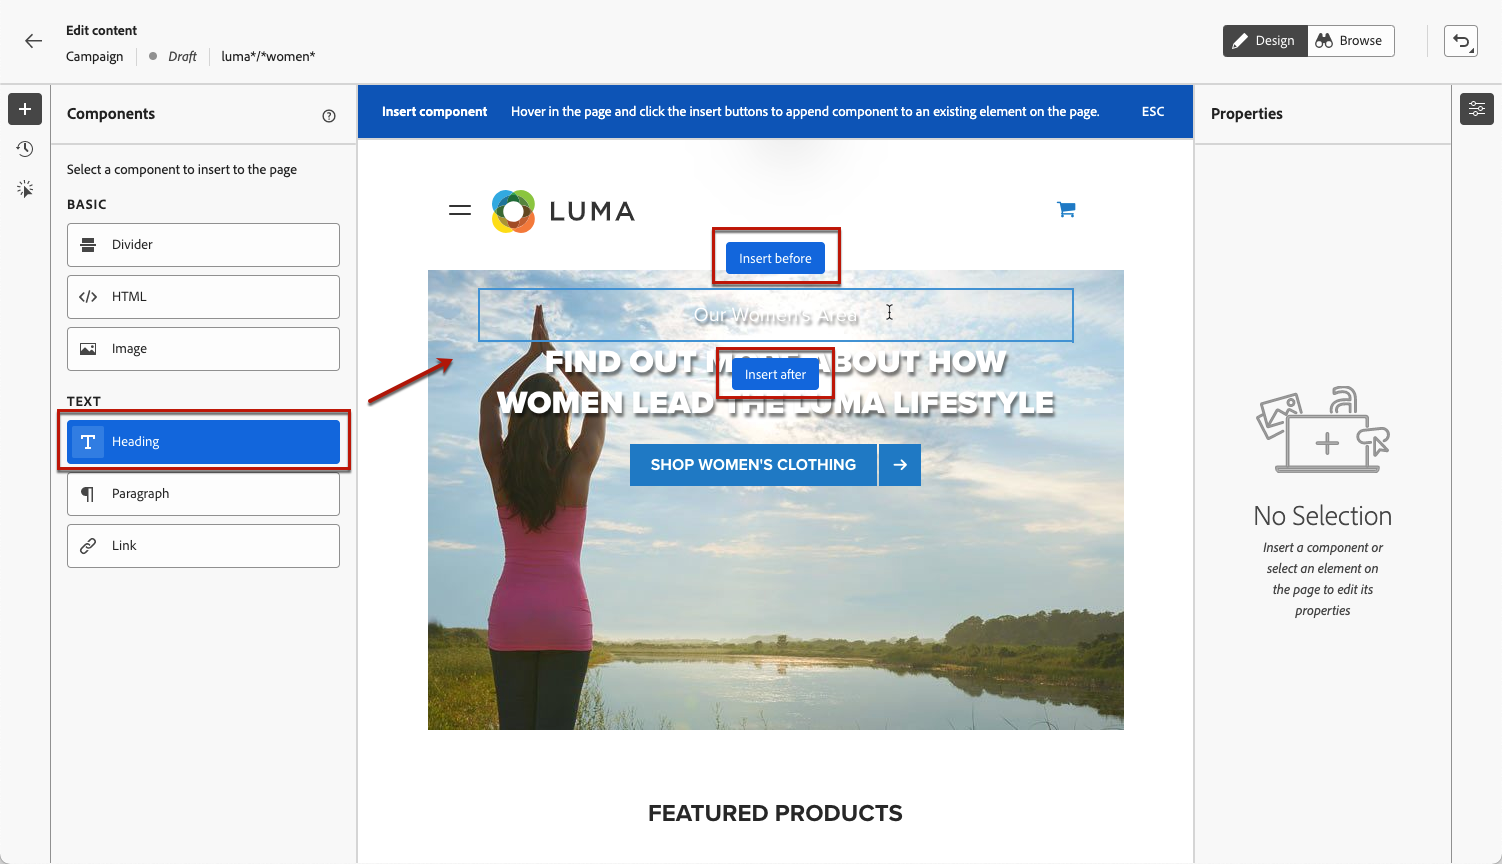 Edit content
Campaign
Draft
luma*/*women*
Design
Browse
Components
Select a component to insert to the page
BASIC
Divider
HTML
Image
TEXT
Heading
Paragraph
Link
Insert component
Hover in the page and click the insert buttons to append component to an existing element on the page.
ESC
LUMA
Insert before
Our Women's Area
FIND OUT M ABOUT HOW
Insert after
WOMEN LEAD THE LUMA LIFESTYLE
SHOP WOMEN'S CLOTHING
FEATURED PRODUCTS
Properties
No Selection
Insert a component or
select an element on
the page to edit its
properties